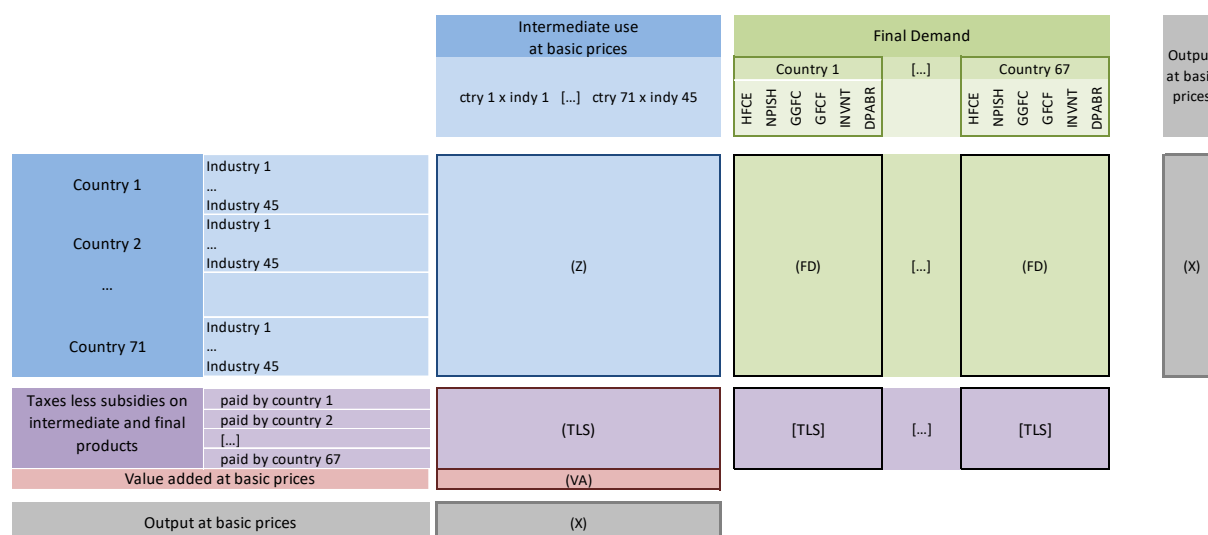 Intermediate use
at basic prices
Final Demand
Output
at basic
prices
Country 1 […] Country 67
ctry 1 x indy 1 […] ctry 71 x indy 45
HFCE NPISH GGFC GFCF INVNT DPABR HFCE NPISH GGFC GFCF INVNT DPABR
Country 1
Industry 1
…
Industry 45
Country 2
Industry 1
…
Industry 45
…
Country 71
Industry 1
…
Industry 45
(Z) (FD) […] (FD) (X)
Taxes less subsidies on
intermediate and final
products
paid by country 1
paid by country 2
[…]
paid by country 67
(TLS) [TLS] […] [TLS]
Value added at basic prices (VA)
Output at basic prices (X)